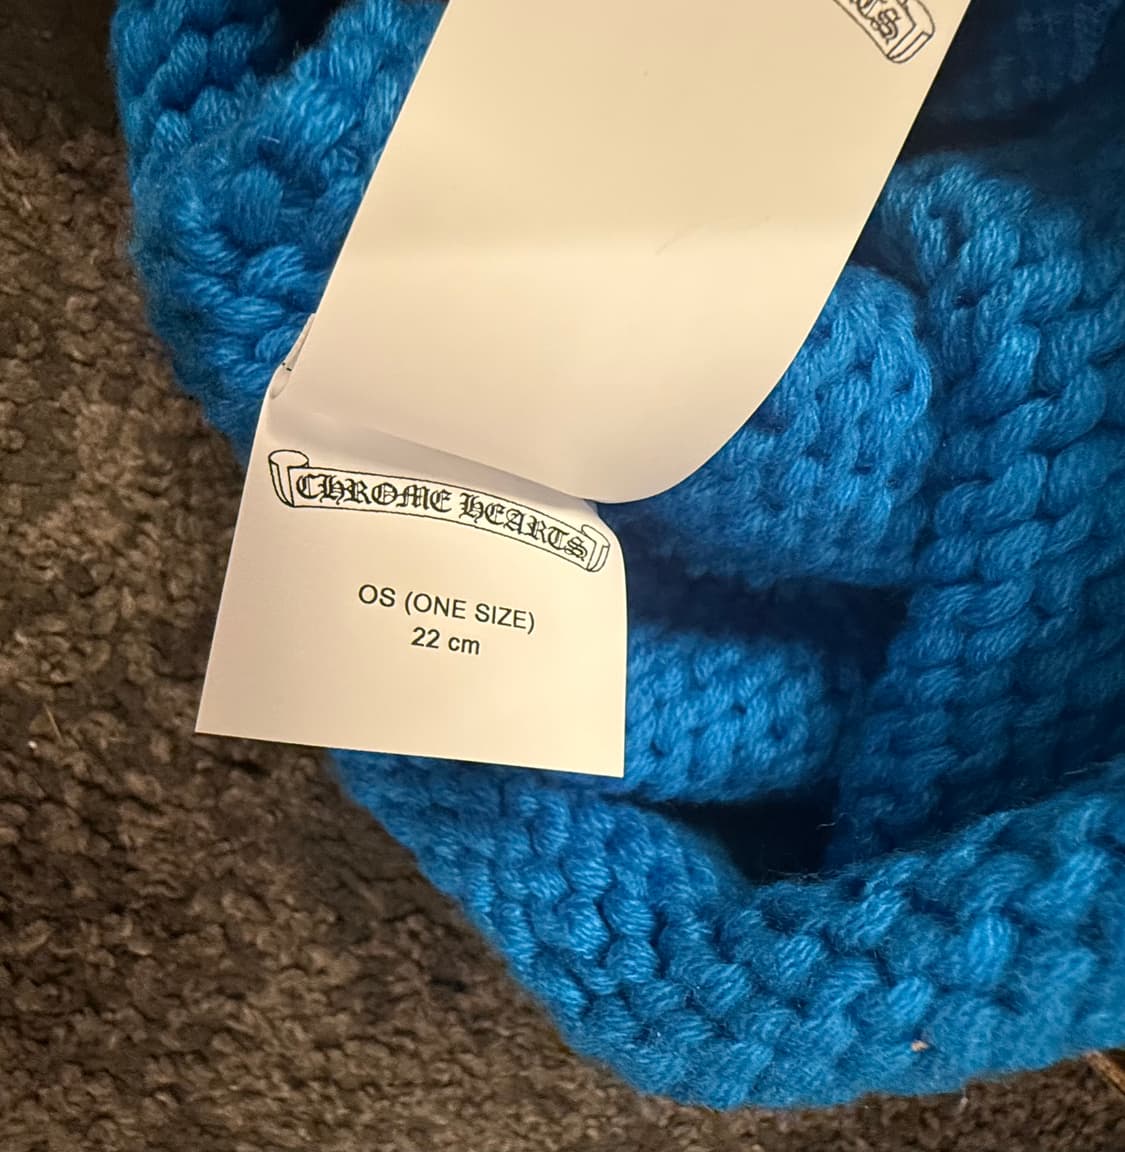 CHROME HEARTS
OS (ONE SIZE)
22 cm